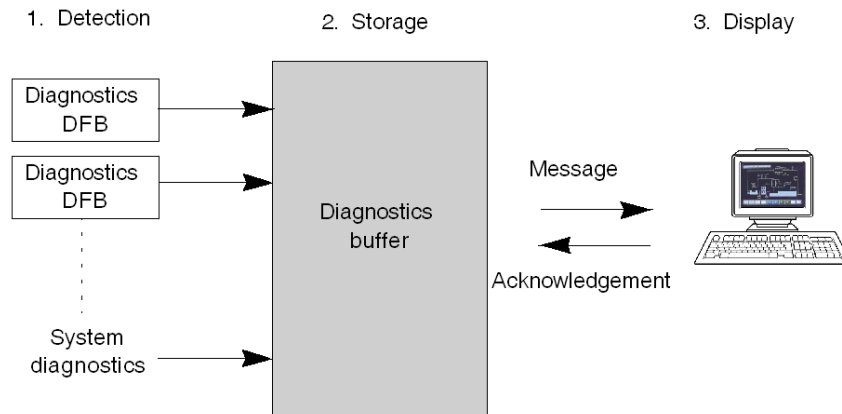 1. Detection
2. Storage
3. Display
Diagnostics
DFB
Diagnostics
DFB
Diagnostics
buffer
Message
Acknowledgement
System
diagnostics